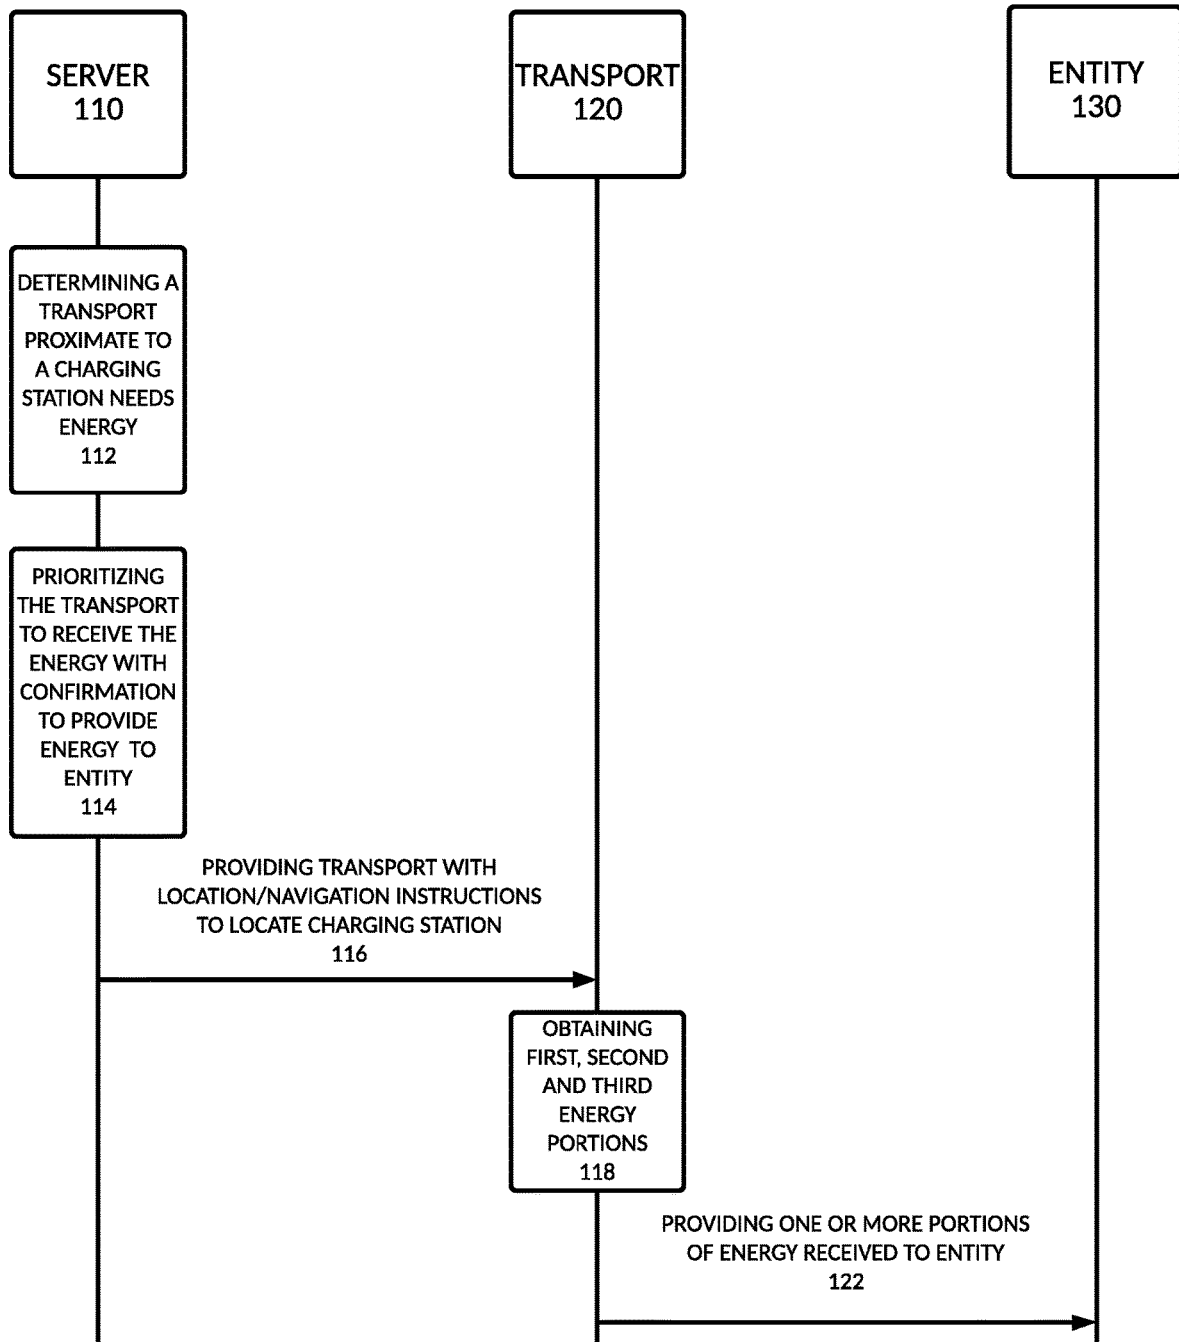 SERVER
110
TRANSPORT
120
ENTITY
130
DETERMINING A
TRANSPORT
PROXIMATE TO
A CHARGING
STATION NEEDS
ENERGY
112
PRIORITIZING
THE TRANSPORT
TO RECEIVE THE
ENERGY WITH
CONFIRMATION
TO PROVIDE
ENERGY TO
ENTITY
114
PROVIDING TRANSPORT WITH
LOCATION/NAVIGATION INSTRUCTIONS
TO LOCATE CHARGING STATION
116
OBTAINING
FIRST, SECOND
AND THIRD
ENERGY
PORTIONS
118
PROVIDING ONE OR MORE PORTIONS
OF ENERGY RECEIVED TO ENTITY
122